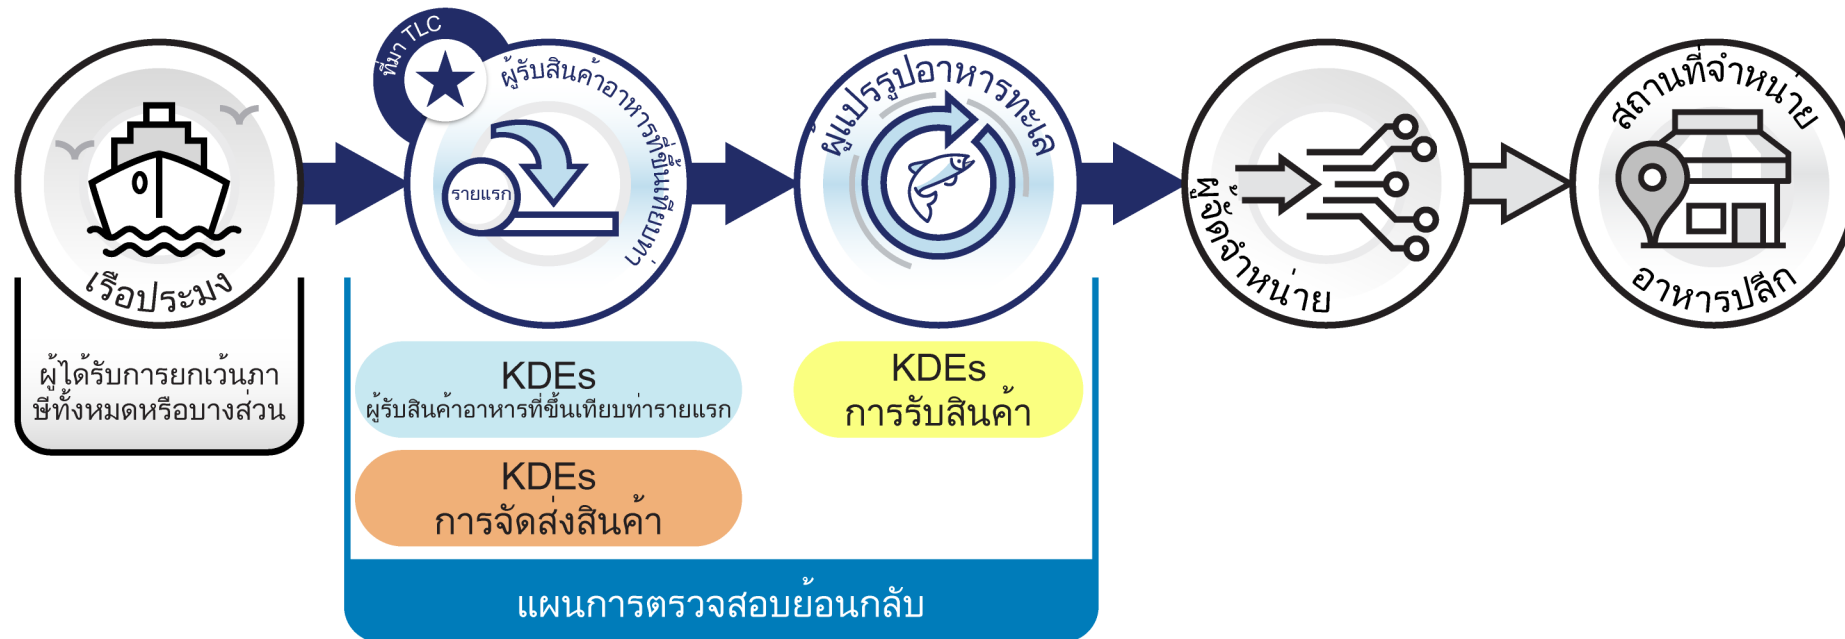 เรือประมง
ผู้ได้รับการยกเว้นภา
ษีทั้งหมดหรือบางส่วน
ที่มา TLC
ผู้รับสินค้าอาหารที่ขึ้นเทียบท่า
รายแรก
KDEs
ผู้รับสินค้าอาหารที่ขึ้นเทียบท่ารายแรก
KDEs
การจัดส่งสินค้า
ผู้แปรรูปอาหารทะเล
KDEs
การรับสินค้า
แผนการตรวจสอบย้อนกลับ
ผู้จัดจำหน่าย
สถานที่จำหน่าย
อาหารปลีก